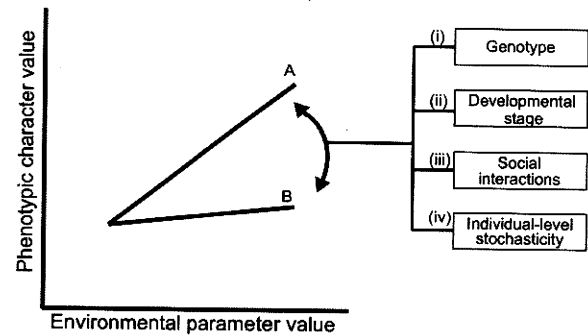 Phenotypic character value
A
B
Environmental parameter value
(i)
Genotype
(ii)
Developmental
stage
(iii)
Social
interactions
(iv)
Individual-level
stochasticity